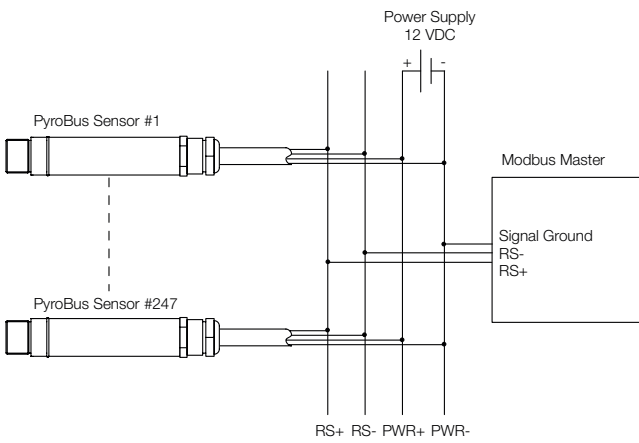 Power Supply
12 VDC
+ -
PyroBus Sensor #1
Modbus Master
Signal Ground
RS-
RS+
PyroBus Sensor #247
RS+ RS- PWR+ PWR-